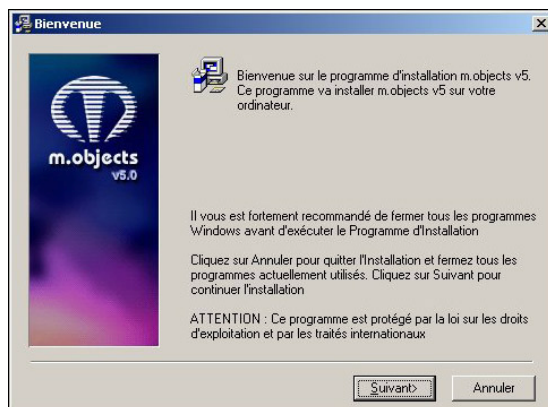 Bienvenue
m.objects
v5.0
Bienvenue sur le programme d'installation m.objects v5.
Ce programme va installer m.objects v5 sur votre
ordinateur.
Il vous est fortement recommandé de fermer tous les programmes
Windows avant d'exécuter le Programme d'Installation
Cliquez sur Annuler pour quitter l'Installation et fermez tous les
programmes actuellement utilisés. Cliquez sur Suivant pour
continuer l'installation
ATTENTION : Ce programme est protégé par la loi sur les droits
d'exploitation et par les traités internationaux
Suivant>
Annuler